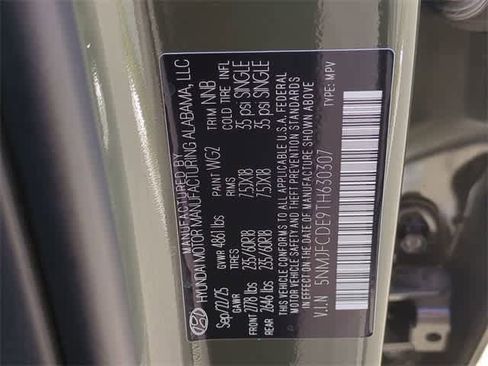 MANUFACTURED BY
HYUNDAI MOTOR MANUFACTURING ALABAMA, LLC
Sep/22/25 GVWR 4861 lbs PAINT WG2 TRIM NNB
GAWR RIMS COLD TIRE INFL
FRONT 2778 lbs 235/60R18 7.5JX18 35 psi SINGLE
REAR 2646 lbs 235/60R18 7.5JX18 35 psi SINGLE
THIS VEHICLE CONFORMS TO ALL APPLICABLE U.S.A. FEDERAL
MOTOR VEHICLE SAFETY AND THEFT PREVENTION STANDARDS
IN EFFECT ON THE DATE OF MANUFACTURE SHOWN ABOVE
V.I.N 5NMJFCDE9TH630307 TYPE: MPV